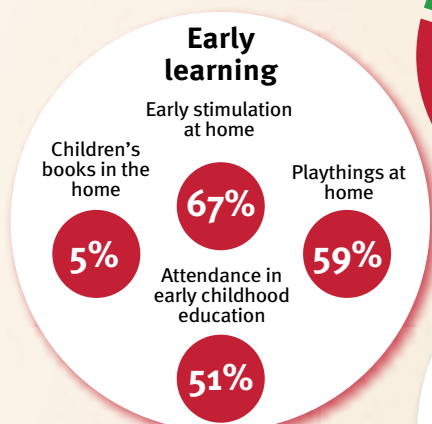 Early
learning
Early stimulation
at home
67%
Children’s
books in the
home
5%
Playthings at
home
59%
Attendance in
early childhood
education
51%